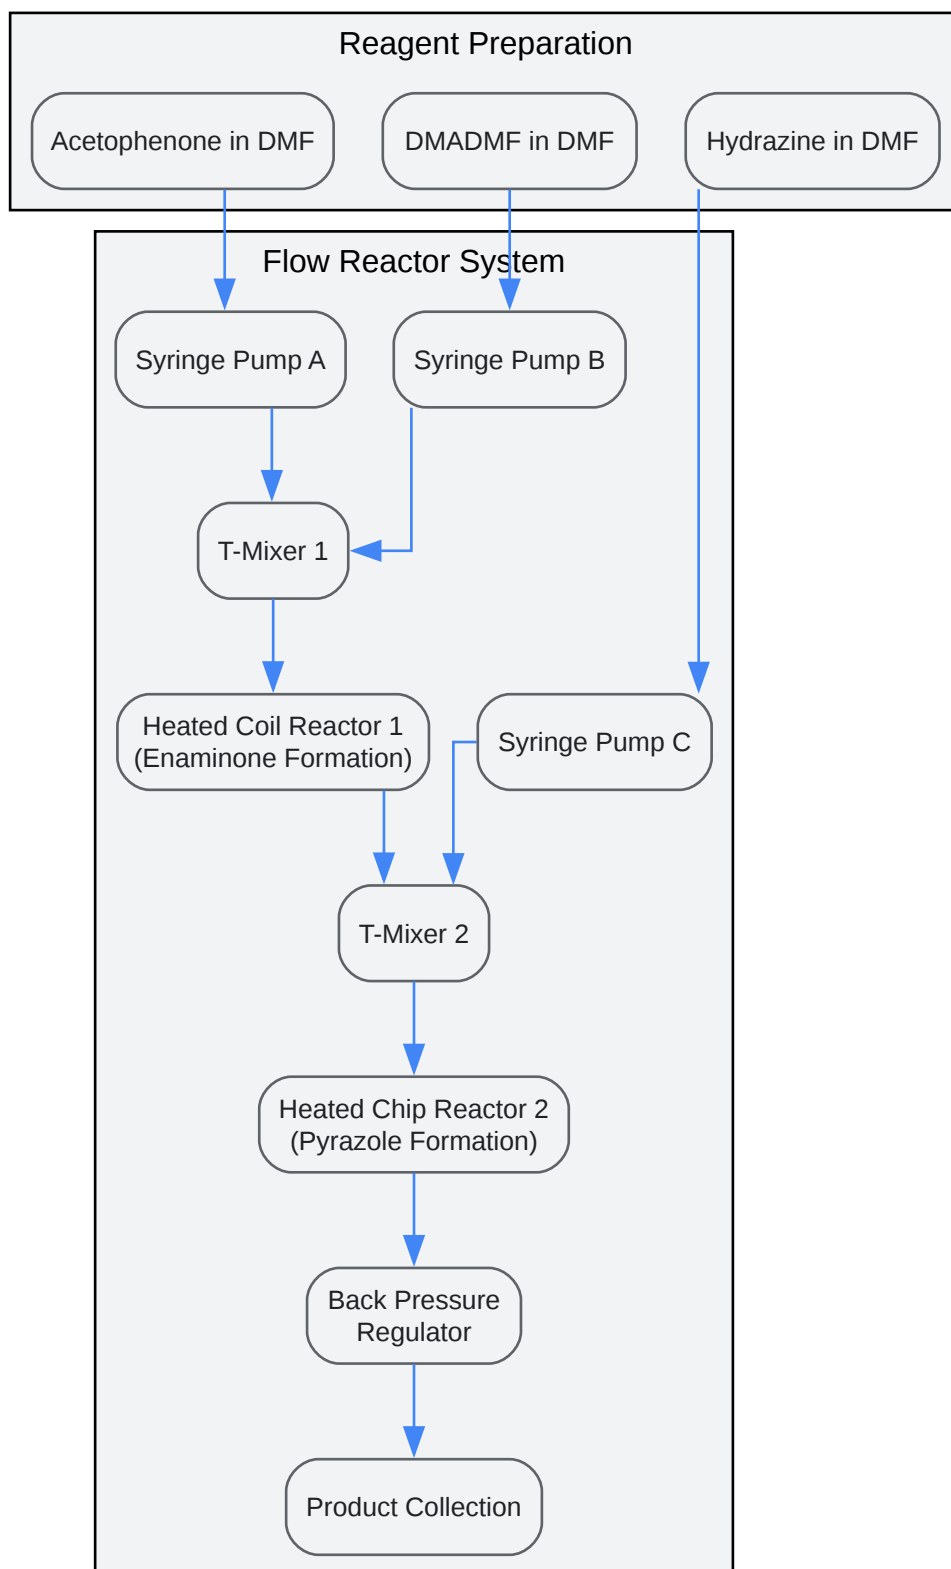 Reagent Preparation
Acetophenone in DMF
DMADMF in DMF
Hydrazine in DMF
Flow Reactor System
Syringe Pump A
Syringe Pump B
T-Mixer 1
Heated Coil Reactor 1
(Enaminone Formation)
Syringe Pump C
T-Mixer 2
Heated Chip Reactor 2
(Pyrazole Formation)
Back Pressure
Regulator
Product Collection